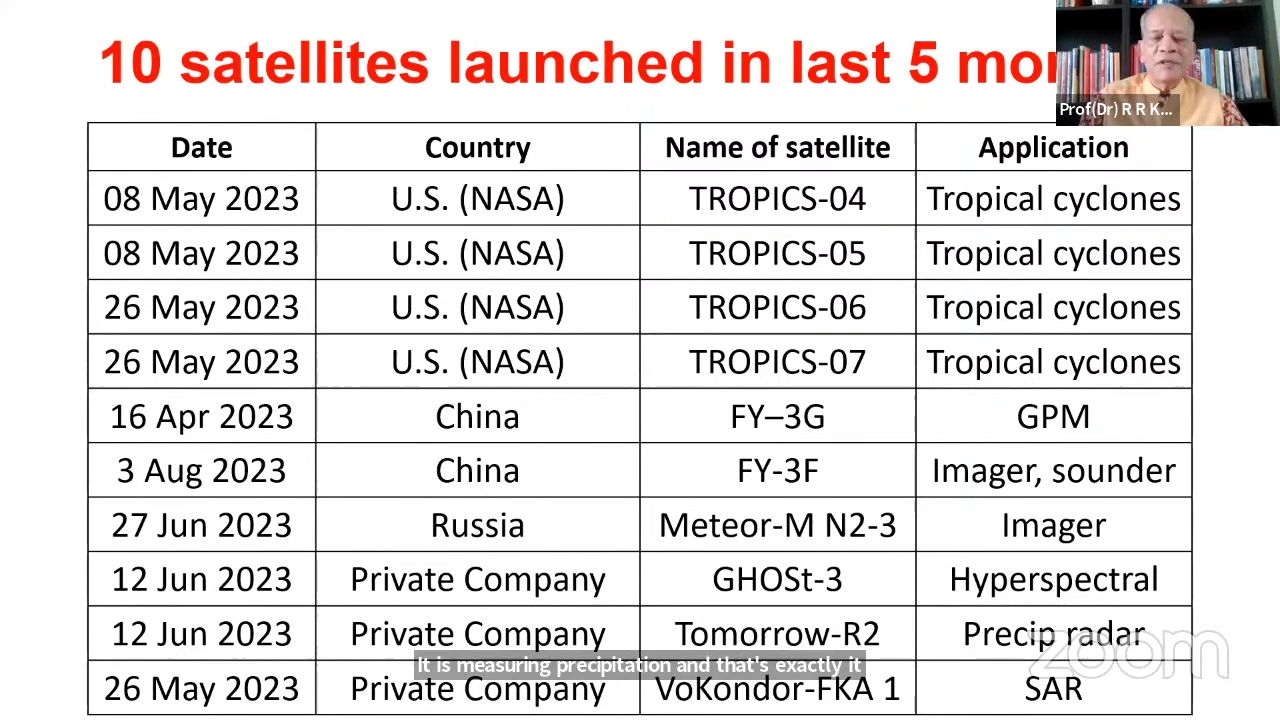 10 satellites launched in last 5 mo
Prof(Dr) R R K...
Date Country Name of satellite Application
08 May 2023 U.S. (NASA) TROPICS-04 Tropical cyclones
08 May 2023 U.S. (NASA) TROPICS-05 Tropical cyclones
26 May 2023 U.S. (NASA) TROPICS-06 Tropical cyclones
26 May 2023 U.S. (NASA) TROPICS-07 Tropical cyclones
16 Apr 2023 China FY–3G GPM
3 Aug 2023 China FY-3F Imager, sounder
27 Jun 2023 Russia Meteor-M N2-3 Imager
12 Jun 2023 Private Company GHOSt-3 Hyperspectral
12 Jun 2023 Private Company Tomorrow-R2 Precip radar
zoom
It is measuring precipitation and that's exactly it
26 May 2023 Private Company VoKondor-FKA 1 SAR